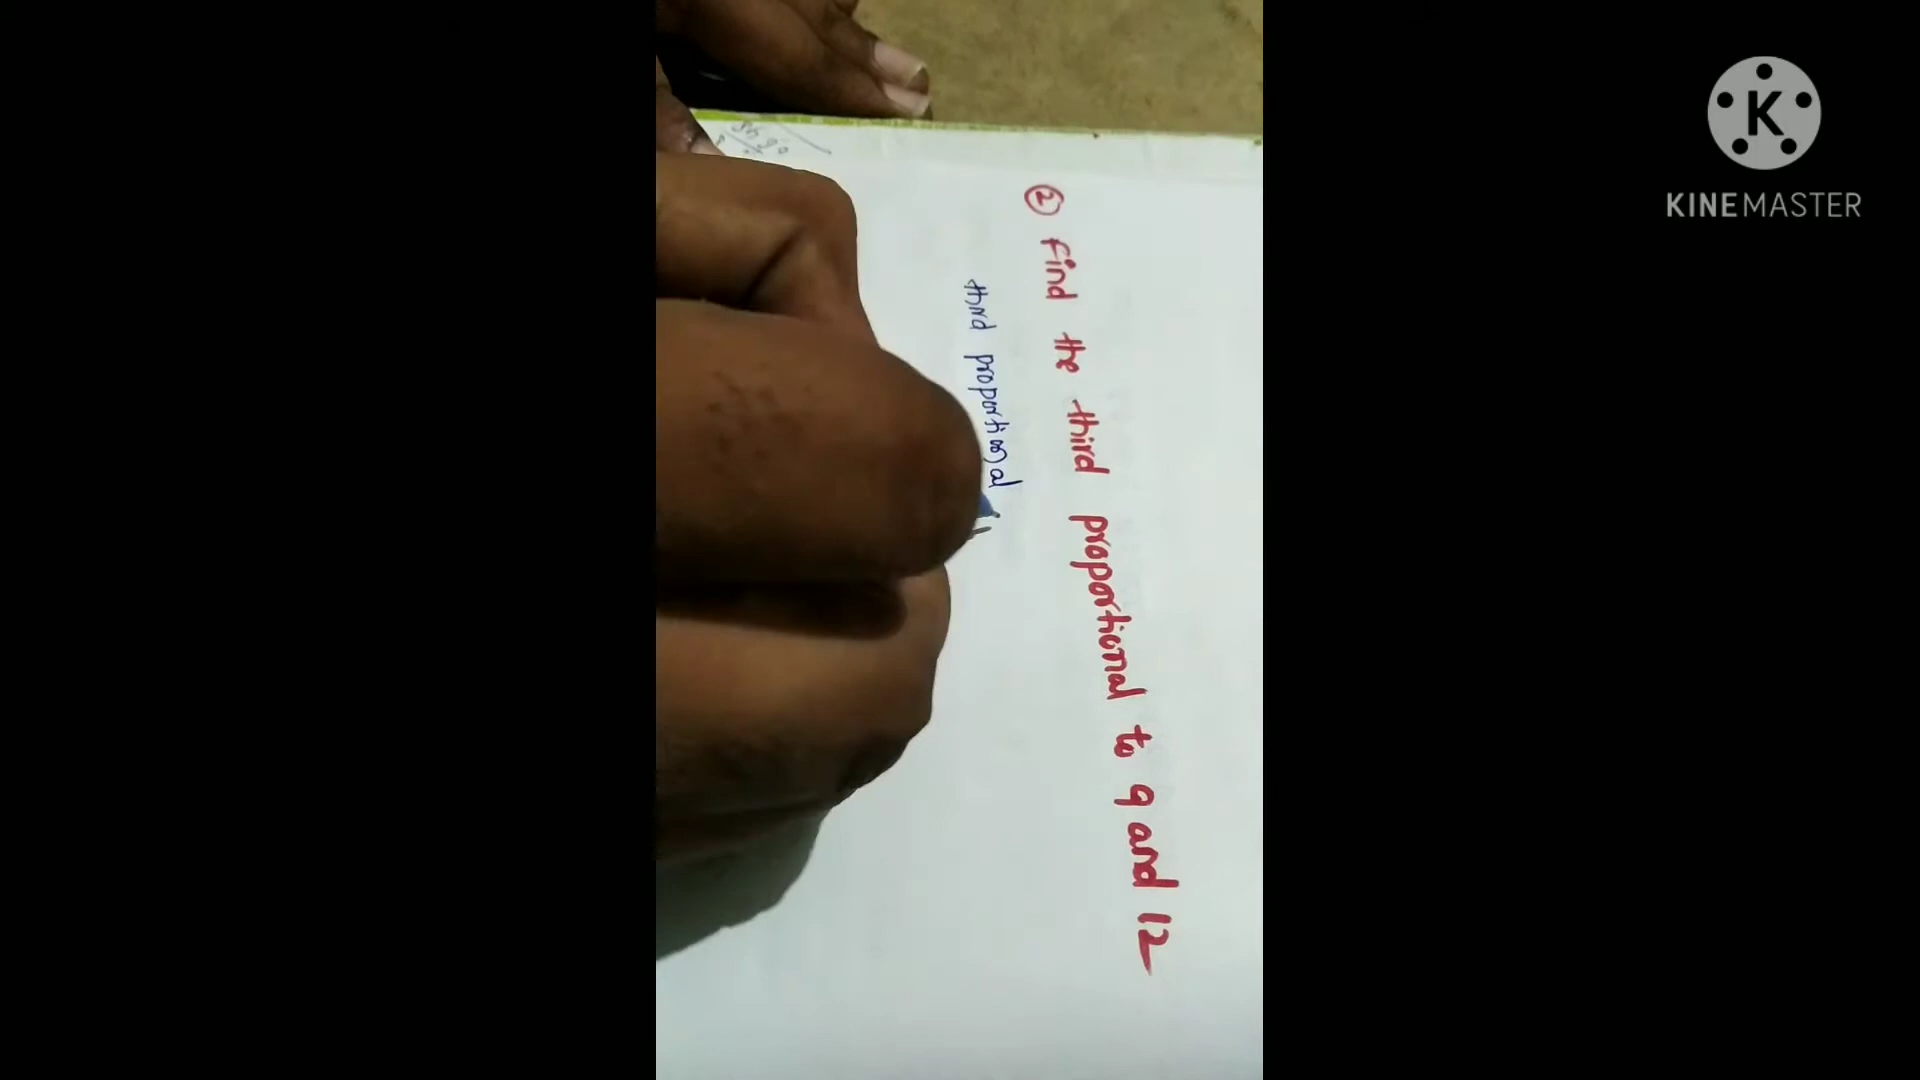 ② Find the third proportional to 9 and 12
third proportional
K
KINEMASTER